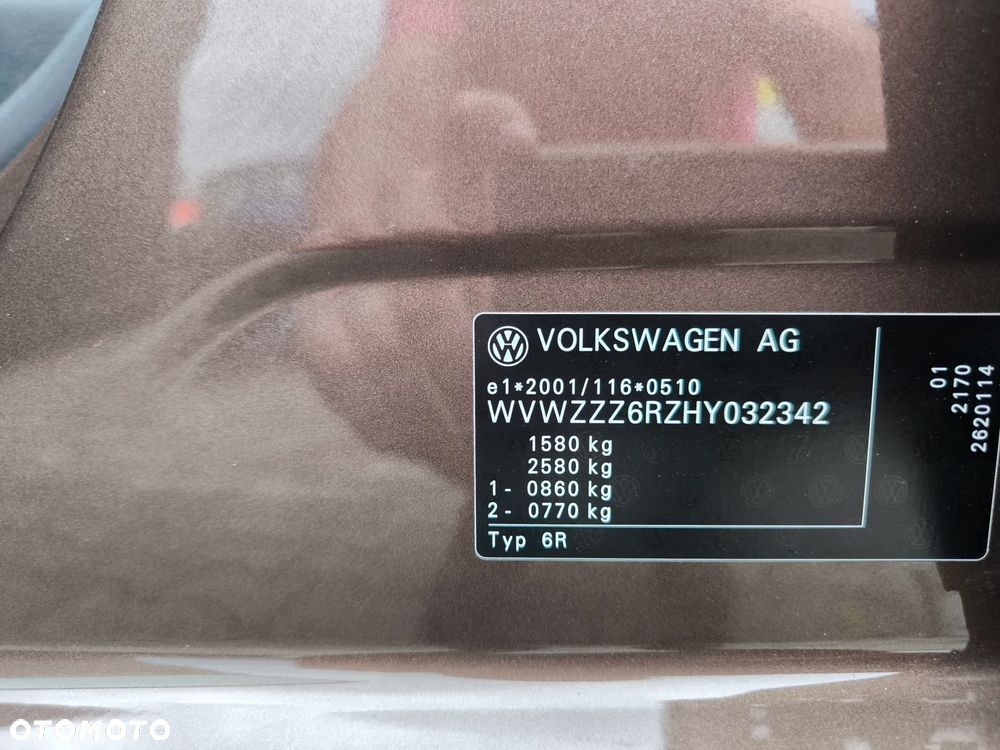 VOLKSWAGEN AG
e1*2001/116*0510
WVWZZZ6RZHY032342
1580 kg
2580 kg
1- 0860 kg
2- 0770 kg
Typ 6R
01
2170
2620114
OTOMOTO